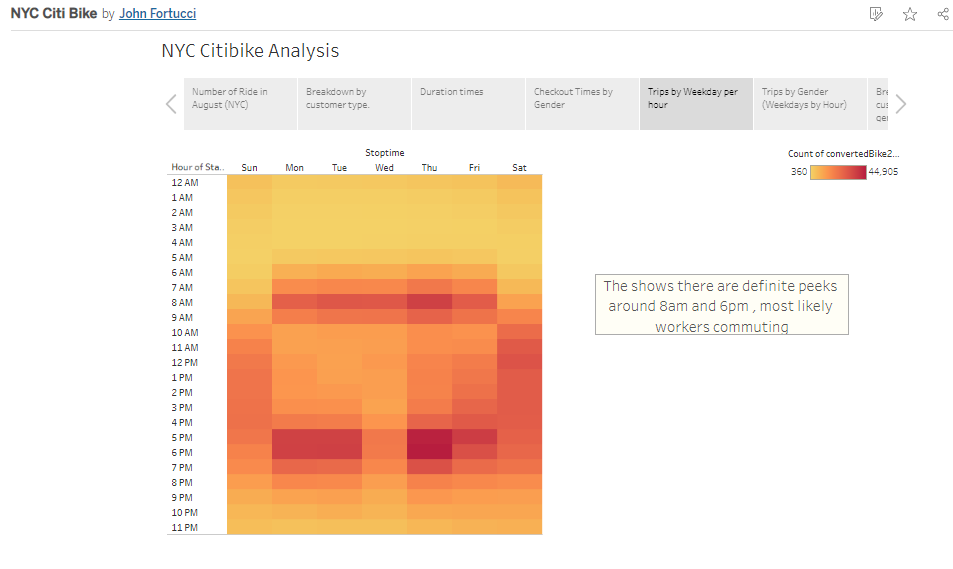 NYC Citi Bike by John Fortucci
NYC Citibike Analysis
Number of Ride in
August (NYC)
Breakdown by
customer type.
Duration times
Checkout Times by
Gender
Trips by Weekday per
hour
Trips by Gender
(Weekdays by Hour)
Bre
cus
gei
Stoptime
Hour of Sta.. Sun Mon Tue Wed Thu Fri Sat
12 AM
1 AM
2 AM
3 AM
4 AM
5 AM
6 AM
7 AM
8 AM
9 AM
10 AM
11 AM
12 PM
1 PM
2 PM
3 PM
4 PM
5 PM
6 PM
7 PM
8 PM
9 PM
10 PM
11 PM
Count of convertedBike2...
360 44,905
The shows there are definite peeks
around 8am and 6pm , most likely
workers commuting